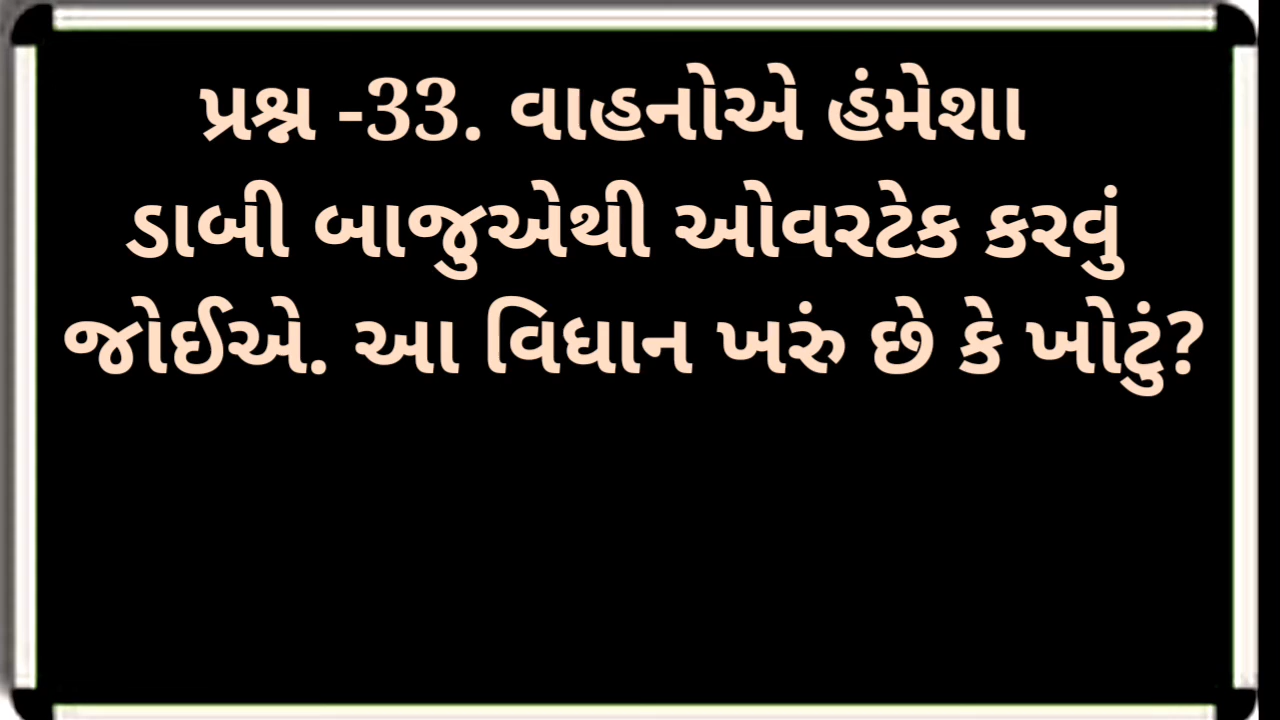 પ્રશ્ન -33. વાહનોએ હંમેશા
ડાબી બાજુએથી ઓવરટેક કરવું
જોઈએ. આ વિધાન ખરું છે કે ખોટું?